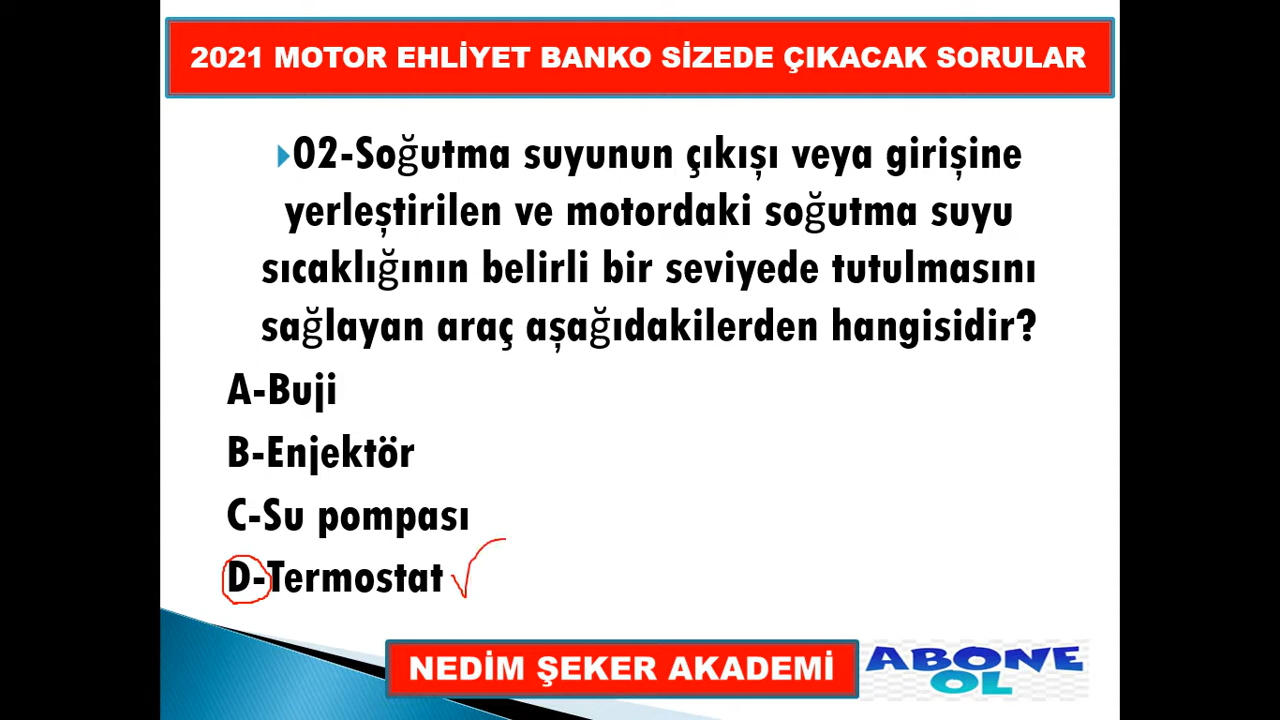 2021 MOTOR EHLİYET BANKO SİZEDE ÇIKACAK SORULAR
02-Soğutma suyunun çıkışı veya girişine
yerleştirilen ve motordaki soğutma suyu
sıcaklığının belirli bir seviyede tutulmasını
sağlayan araç aşağıdakilerden hangisidir?
A-Buji
B-Enjektör
C-Su pompası
D-Termostat
NEDİM ŞEKER AKADEMİ
ABONE
OL